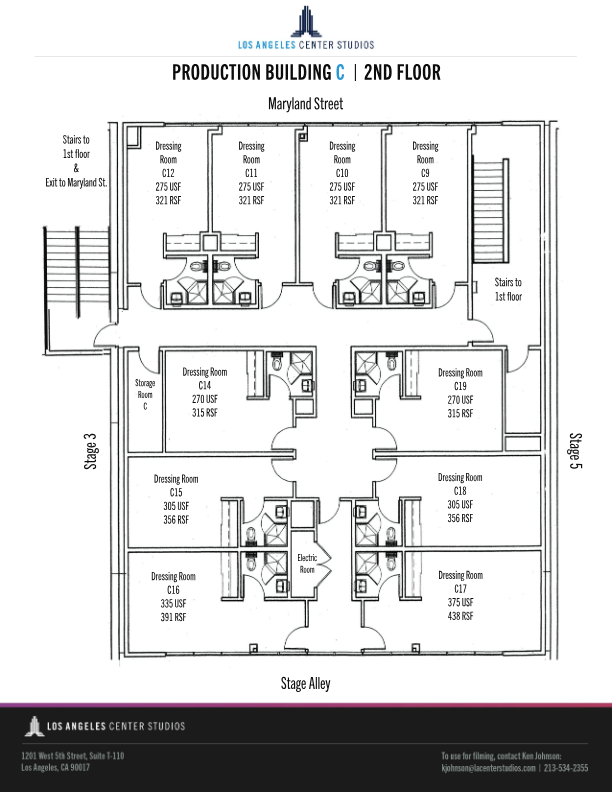 LOS ANGELES CENTER STUDIOS
PRODUCTION BUILDING C | 2ND FLOOR
Maryland Street
Stairs to
1st floor
&
Exit to Maryland St.
Dressing
Room
C12
275 USF
321 RSF
Dressing
Room
C11
275 USF
321 RSF
Dressing
Room
C10
275 USF
321 RSF
Dressing
Room
C9
275 USF
321 RSF
Stairs to
1st floor
Storage
Room
C
Dressing Room
C14
270 USF
315 RSF
Dressing Room
C19
270 USF
315 RSF
Stage 3
Stage 5
Dressing Room
C15
305 USF
356 RSF
Dressing Room
C18
305 USF
356 RSF
Electric
Room
Dressing Room
C16
335 USF
391 RSF
Dressing Room
C17
375 USF
438 RSF
Stage Alley
LOS ANGELES CENTER STUDIOS
1201 West 5th Street, Suite T-110
Los Angeles, CA 90017
To use for filming, contact Ken Johnson:
kjohnson@lacenterstudios.com | 213-534-2355